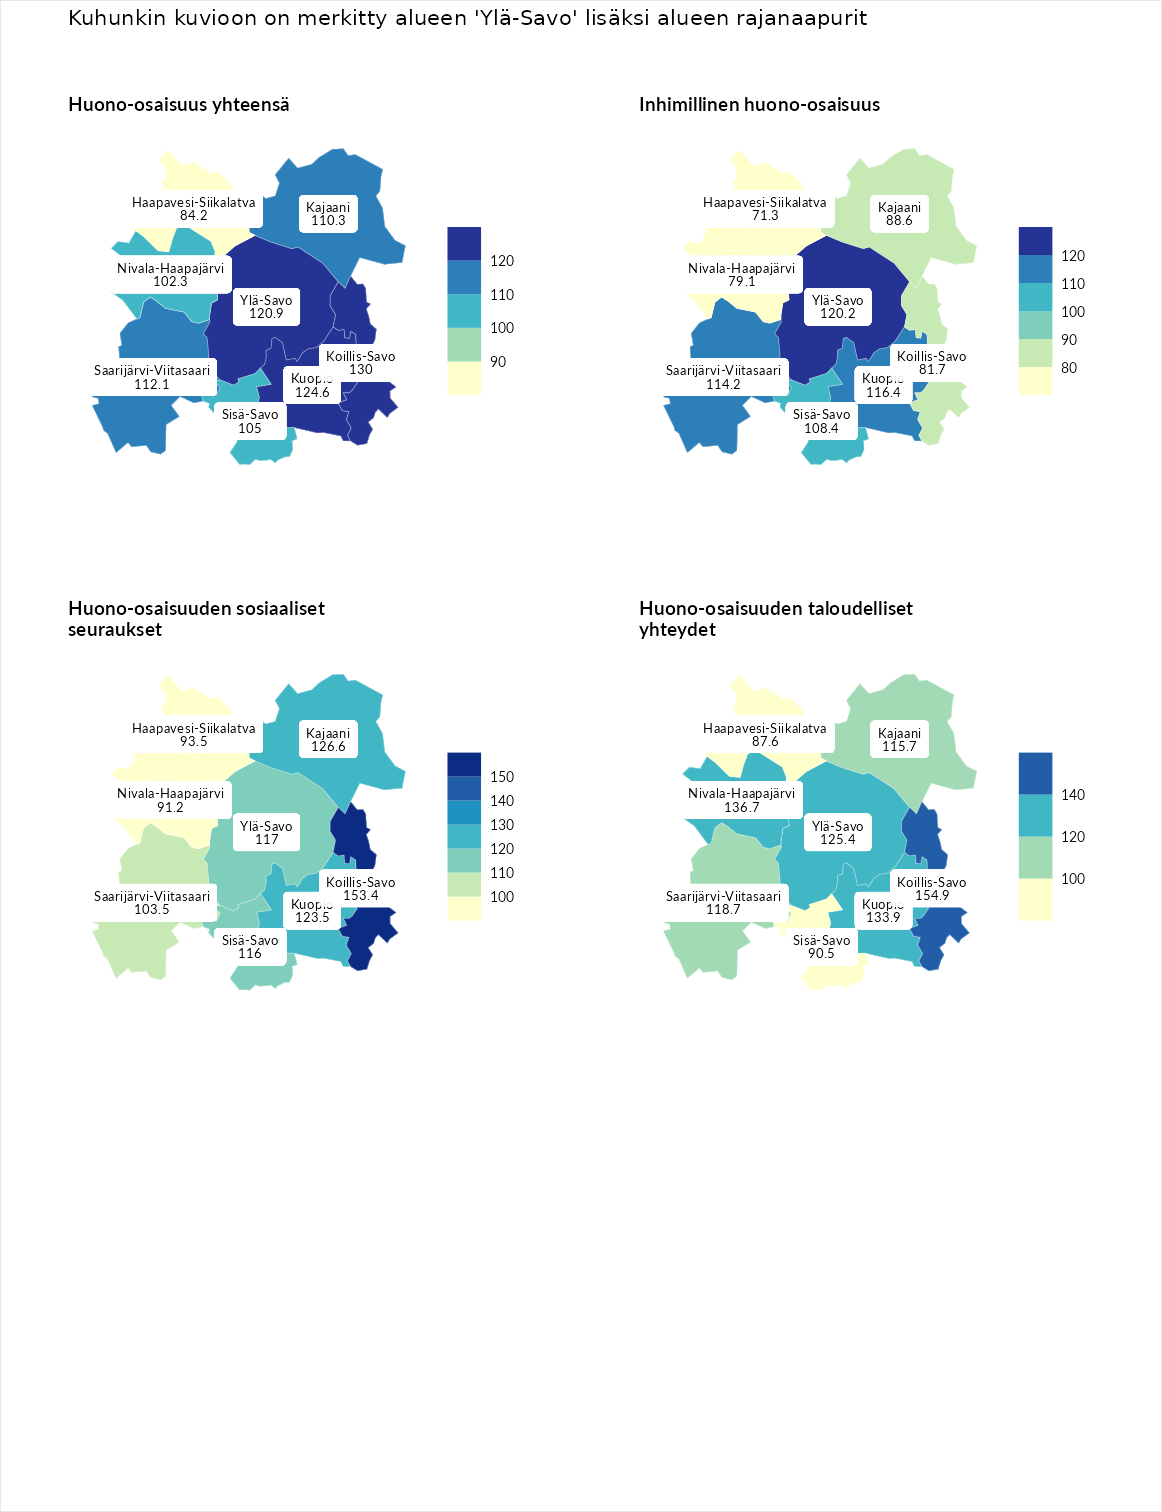 Kuhunkin kuvioon on merkitty alueen 'Ylä-Savo' lisäksi alueen rajanaapurit
Huono-osaisuus yhteensä
Haapavesi-Siikalatva
84.2
Kajaani
110.3
Nivala-Haapajärvi
102.3
Ylä-Savo
120.9
Koillis-Savo
130
Saarijärvi-Viitasaari
112.1
Kuopio
124.6
Sisä-Savo
105
120
110
100
90
Inhimillinen huono-osaisuus
Haapavesi-Siikalatva
71.3
Kajaani
88.6
Nivala-Haapajärvi
79.1
Ylä-Savo
120.2
Koillis-Savo
81.7
Saarijärvi-Viitasaari
114.2
Kuopio
116.4
Sisä-Savo
108.4
120
110
100
90
80
Huono-osaisuuden sosiaaliset
seuraukset
Haapavesi-Siikalatva
93.5
Kajaani
126.6
Nivala-Haapajärvi
91.2
Ylä-Savo
117
Koillis-Savo
153.4
Saarijärvi-Viitasaari
103.5
Kuopio
123.5
Sisä-Savo
116
150
140
130
120
110
100
Huono-osaisuuden taloudelliset
yhteydet
Haapavesi-Siikalatva
87.6
Kajaani
115.7
Nivala-Haapajärvi
136.7
Ylä-Savo
125.4
Koillis-Savo
154.9
Saarijärvi-Viitasaari
118.7
Kuopio
133.9
Sisä-Savo
90.5
140
120
100